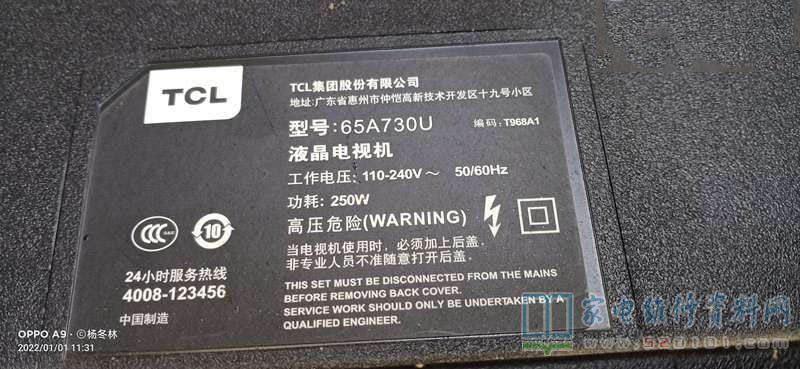 TCL
TCL集团股份有限公司
地址:广东省惠州市仲恺高新技术开发区十九号小区
型号:65A730U 编码:T968A1
液晶电视机
工作电压: 110-240V～ 50/60Hz
功耗: 250W
高压危险(WARNING)
当电视机使用时, 必须加上后盖.
非专业人员不准随意打开后盖.
THIS SET MUST BE DISCONNECTED FROM THE MAINS
BEFORE REMOVING BACK COVER.
SERVICE WORK SHOULD ONLY BE UNDERTAKEN BY A
QUALIFIED ENGINEER.
CCC
10
24小时服务热线
4008-123456
中国制造
OPPO A9 · ©杨冬林
2022/01/01 11:31
家电维修资料网
www.520101.com